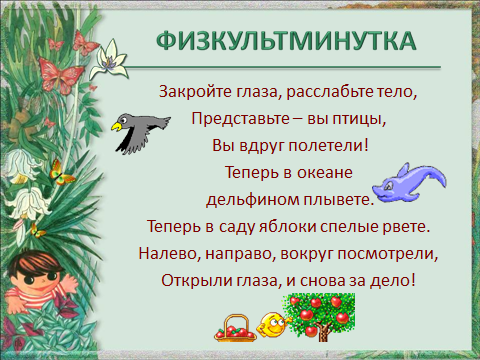 ФИЗКУЛЬТМИНУТКА
Закройте глаза, расслабьте тело,
Представьте – вы птицы,
Вы вдруг полетели!
Теперь в океане
дельфином плывете.
Теперь в саду яблоки спелые рвете.
Налево, направо, вокруг посмотрели,
Открыли глаза, и снова за дело!